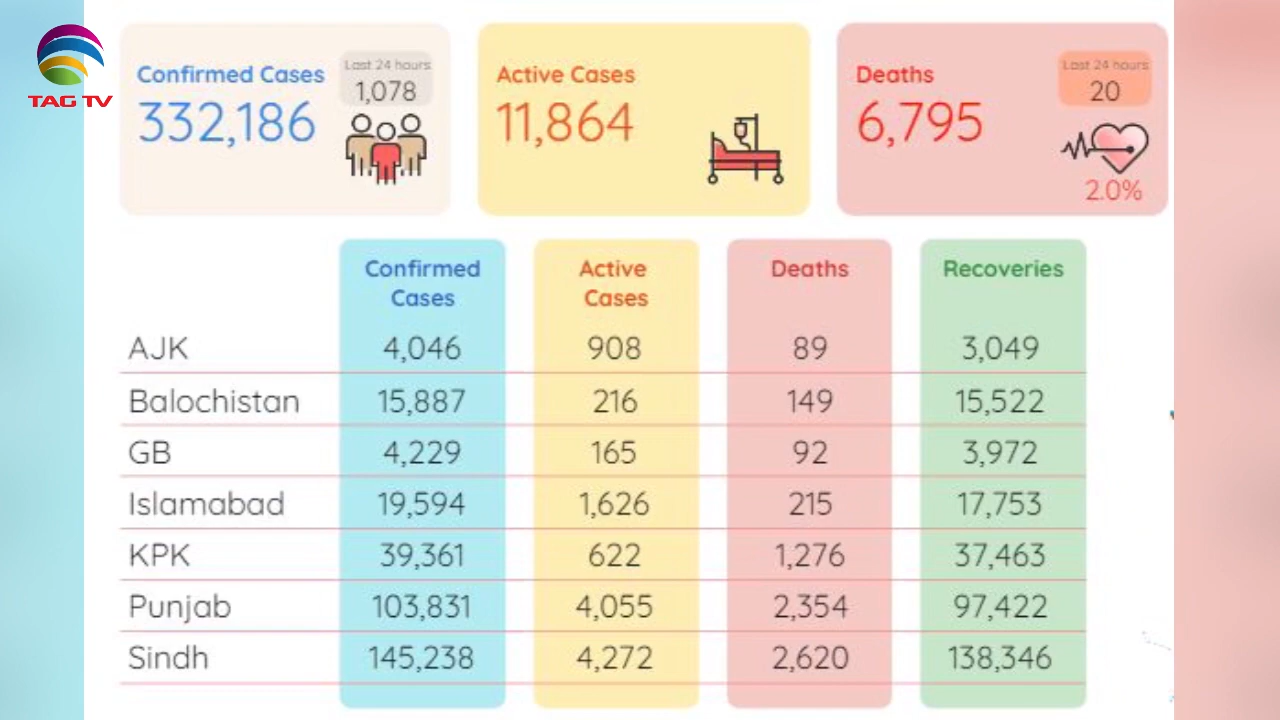 TAG TV
Confirmed Cases
332,186
Last 24 hours
1,078
Active Cases
11,864
Deaths
6,795
Last 24 hours
20
2.0%
Confirmed Cases Active Cases Deaths Recoveries
AJK 4,046 908 89 3,049
Balochistan 15,887 216 149 15,522
GB 4,229 165 92 3,972
Islamabad 19,594 1,626 215 17,753
KPK 39,361 622 1,276 37,463
Punjab 103,831 4,055 2,354 97,422
Sindh 145,238 4,272 2,620 138,346